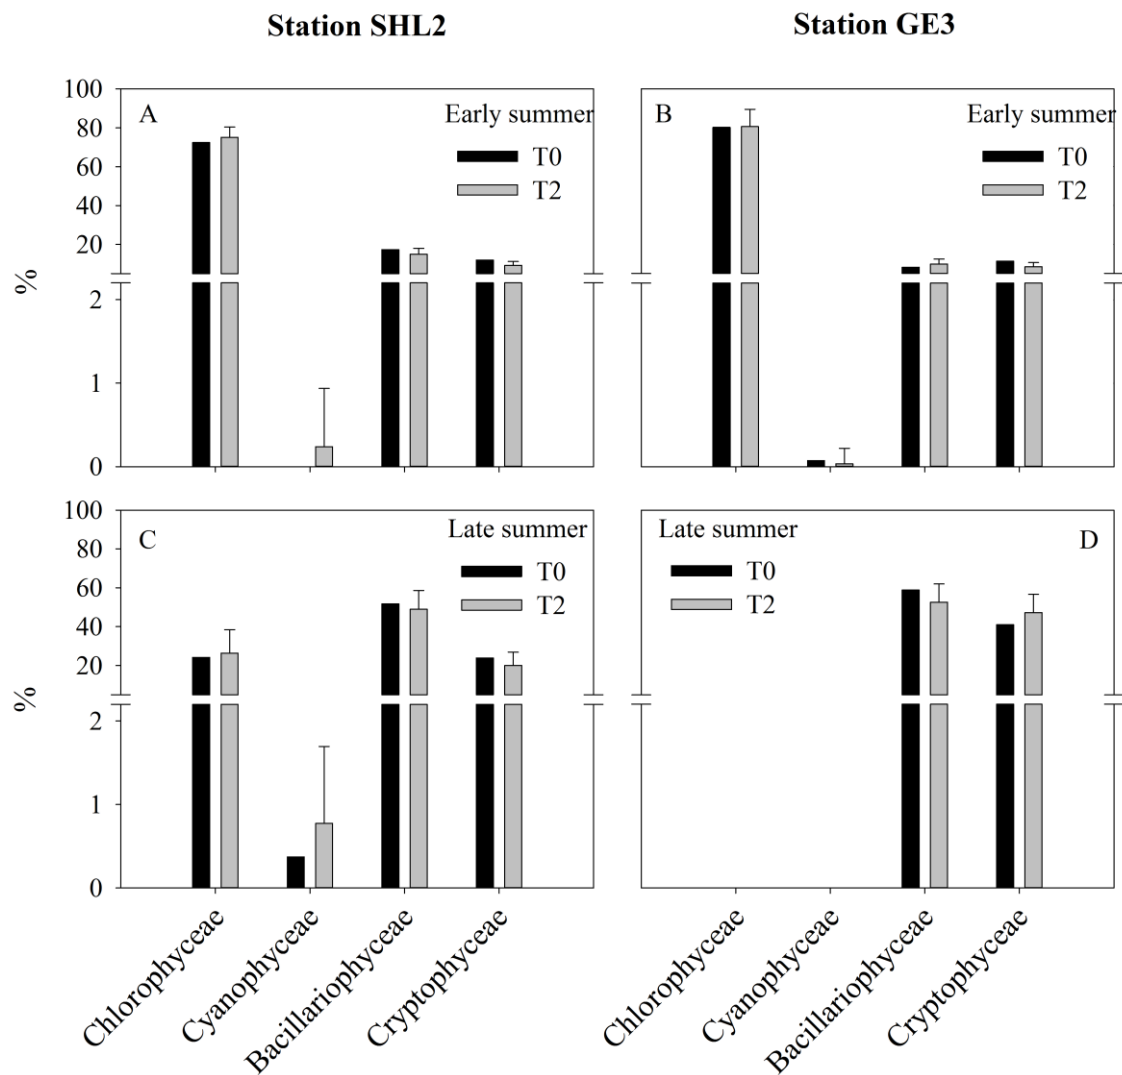 Station SHL2
Station GE3
A
Early summer
T0
T2
B
Early summer
T0
T2
100
80
60
40
20
2
1
0
%
C
Late summer
T0
T2
Late summer
D
T0
T2
100
80
60
40
20
2
1
0
%
Chlorophyceae
Cyanophyceae
Bacillariophyceae
Cryptophyceae
Chlorophyceae
Cyanophyceae
Bacillariophyceae
Cryptophyceae